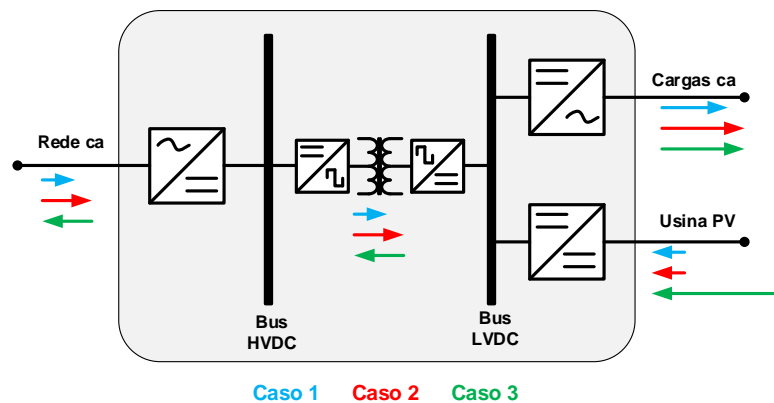 Cargas ca
Rede ca
Usina PV
Bus
HVDC
Bus
LVDC
Caso 1 Caso 2 Caso 3